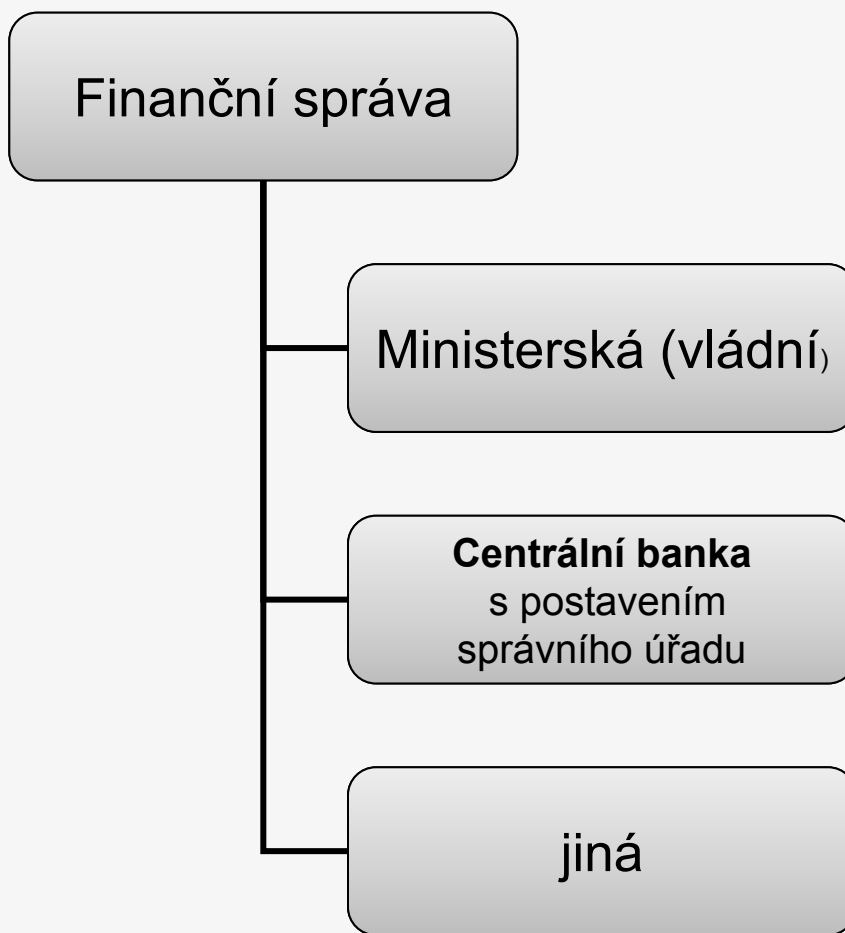 Finanční správa
Ministerská (vládní)
Centrální banka
s postavením
správního úřadu
jiná